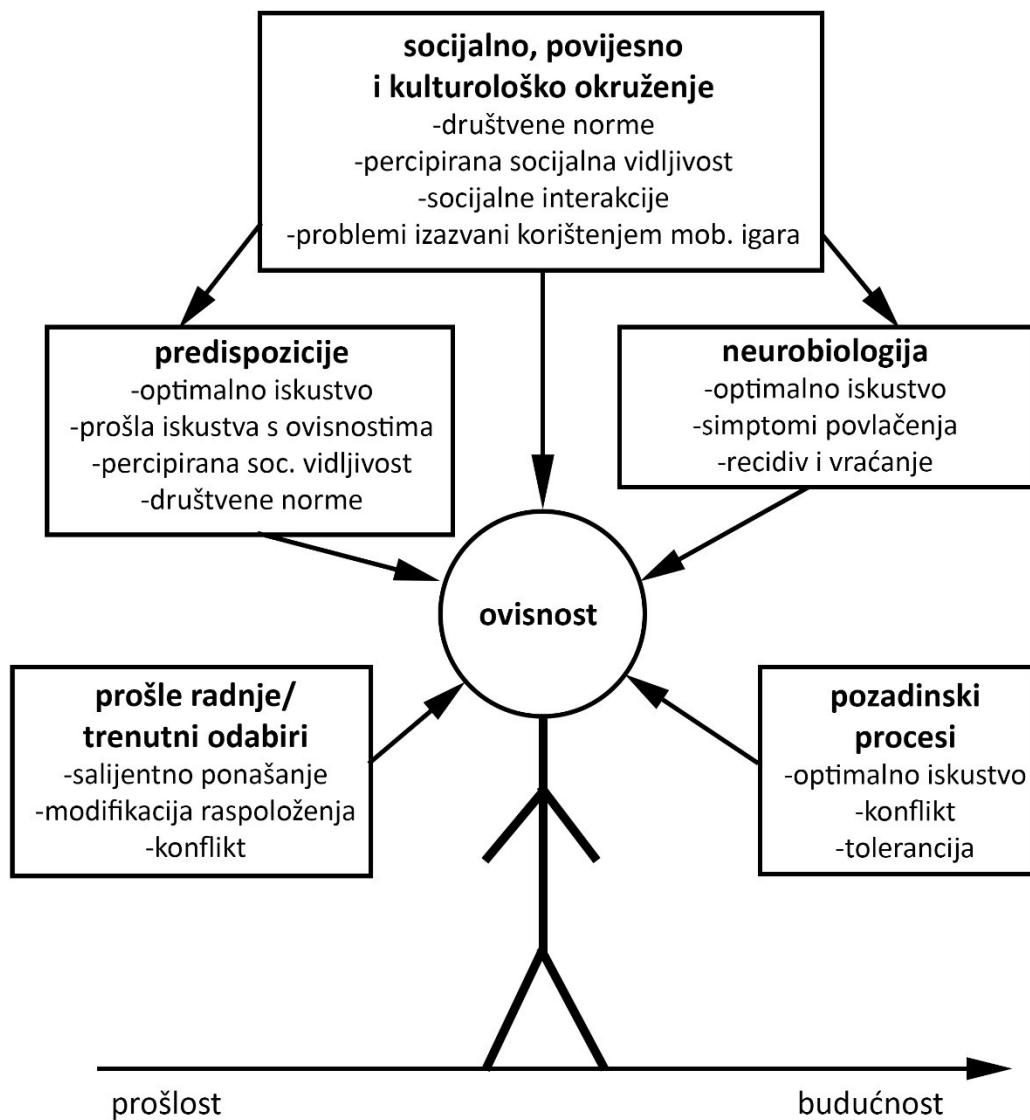 socijalno, povijesno
i kulturološko okruženje
-društvene norme
-percipirana socijalna vidljivost
-socijalne interakcije
-problemi izazvani korištenjem mob. igara
predispozicije
-optimalno iskustvo
-prošla iskustva s ovisnostima
-percipirana soc. vidljivost
-društvene norme
neurobiologija
-optimalno iskustvo
-simptomi povlačenja
-recidiv i vraćanje
ovisnost
prošle radnje/
trenutni odabiri
-salijentno ponašanje
-modifikacija raspoloženja
-konflikt
pozadinski
procesi
-optimalno iskustvo
-konflikt
-tolerancija
prošlost
budućnost